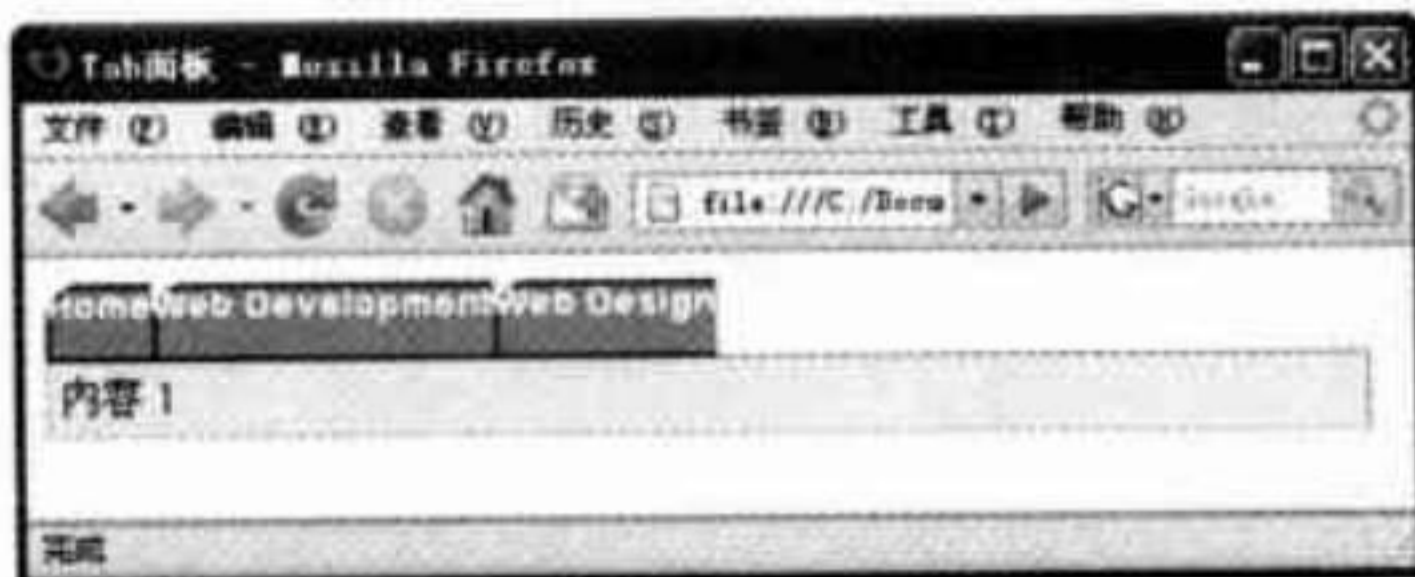 Tab面板 - Mozilla Firefox
文件 (F) 编辑 (E) 查看 (V) 历史 (S) 书签 (B) 工具 (T) 帮助 (H)
file:///C:/Docu Google
Home Web Development Web Design
内容 1
完成